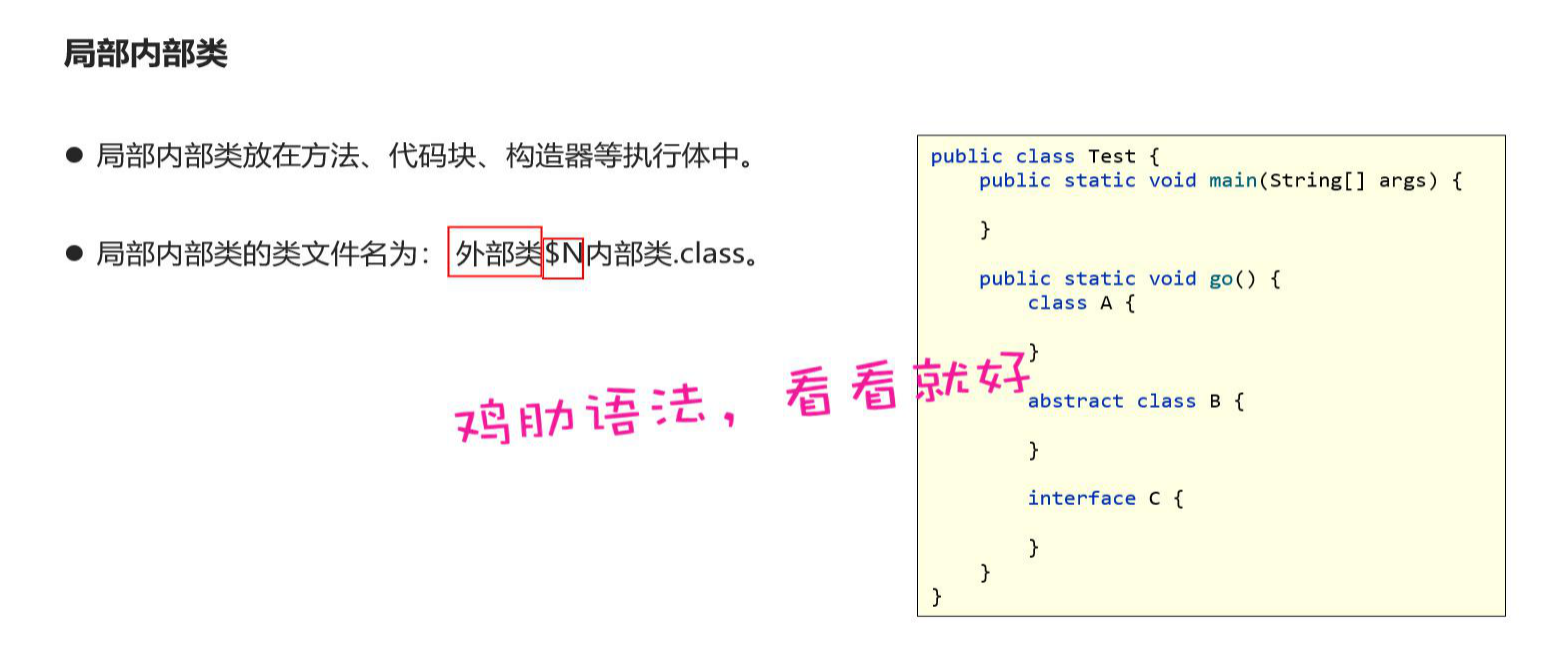 局部内部类
● 局部内部类放在方法、代码块、构造器等执行体中。
● 局部内部类的类文件名为: 外部类$N内部类.class。
鸡肋语法，看看就好
public class Test {
    public static void main(String[] args) {
    }
    public static void go() {
        class A {
        }
        abstract class B {
        }
        interface C {
        }
    }
}